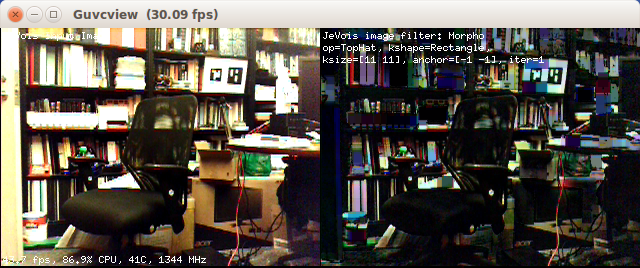 Guvcview (30.09 fps)
JeVois image filter: Morpho
op=TopHat, kshape=Rectangle,
ksize=[11 11], anchor=[-1 -1], iter=1
fps, 86.9% CPU, 41C, 1344 MHz